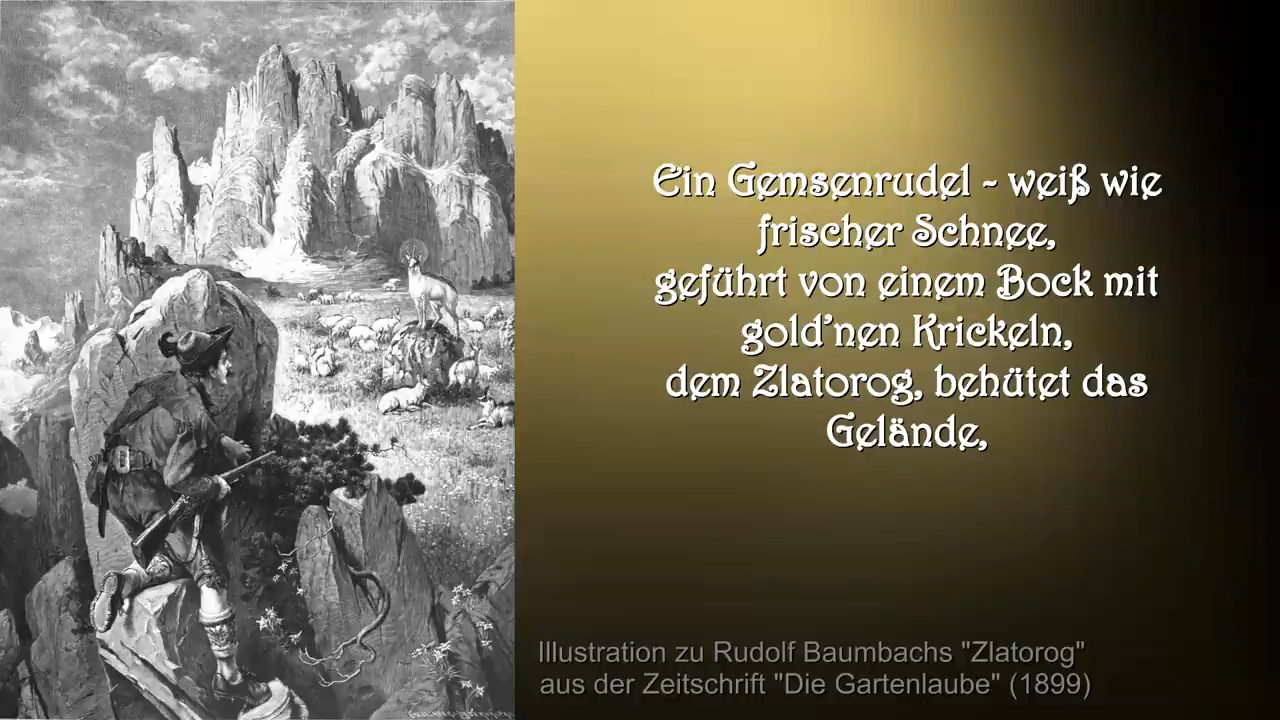 Ein Gemsenrudel - weiß wie
frischer Schnee,
geführt von einem Bock mit
gold'nen Krickeln,
dem Zlatorog, behütet das
Gelände,
Illustration zu Rudolf Baumbachs "Zlatorog"
aus der Zeitschrift "Die Gartenlaube" (1899)